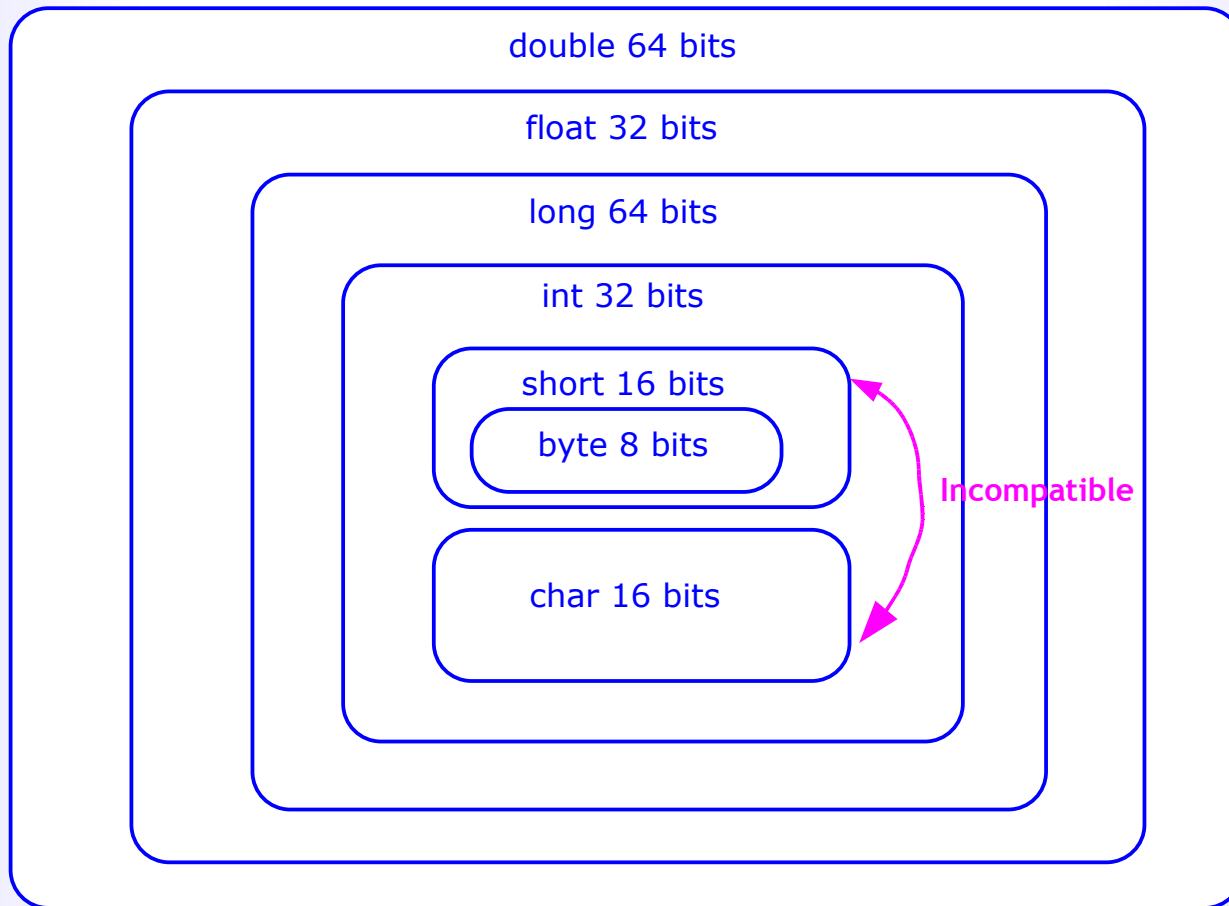 double 64 bits
float 32 bits
long 64 bits
int 32 bits
short 16 bits
byte 8 bits
Incompatible
char 16 bits